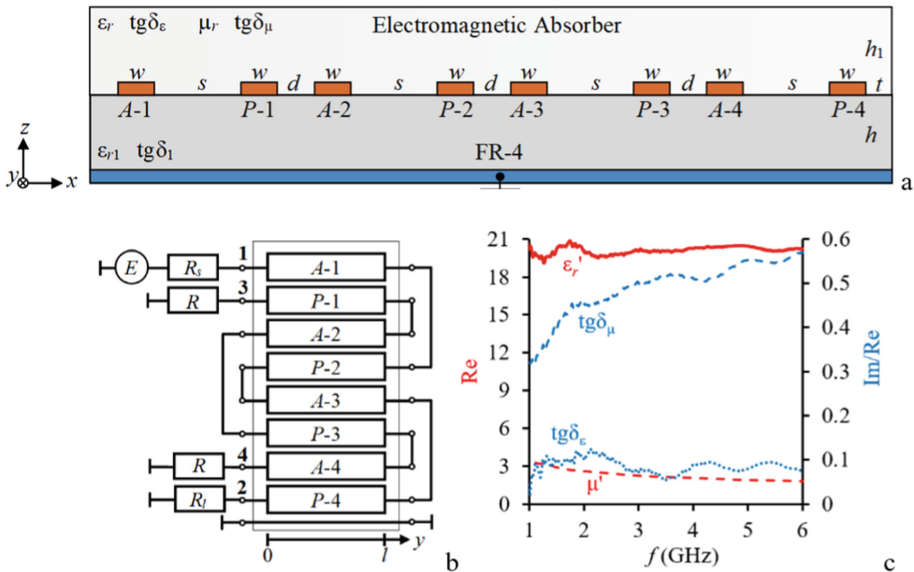 εr tgδε μr tgδμ Electromagnetic Absorber
h1
w s w d w s w d w s w d w s w t
A-1 P-1 A-2 P-2 A-3 P-3 A-4 P-4
h
εr1 tgδ1 FR-4
z
y x
a
E Rs 1 A-1
R 3 P-1
A-2
P-2
A-3
P-3
R 4 A-4
Rl 2 P-4
0 l y
b
21 0.6
εr'
18 0.5
15
tgδμ
0.4
Re 12 0.3 Im/Re
9
6 0.2
tgδε
3 0.1
μ'
0 0
1 2 3 4 5 6
f (GHz)
c